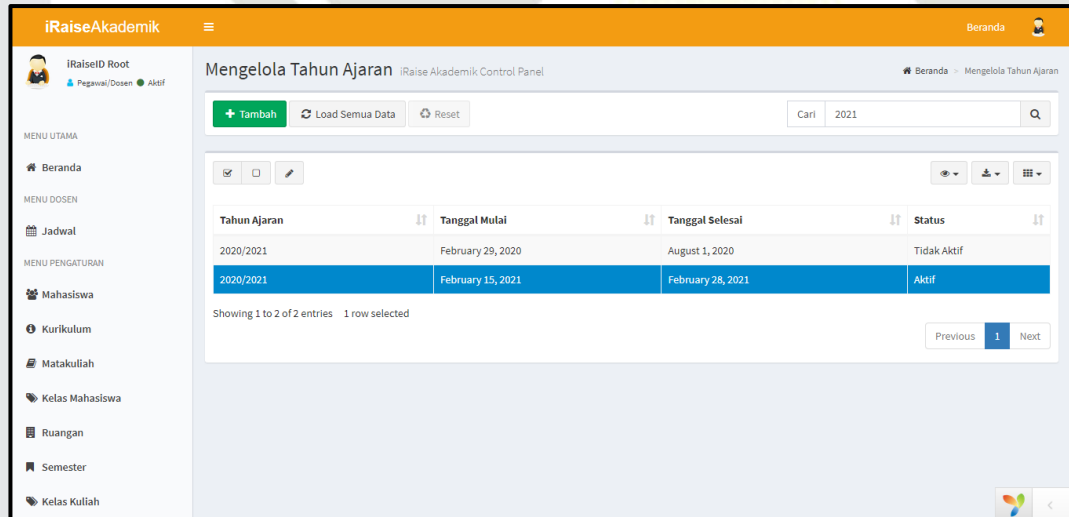 iRaiseAkademik
Beranda
iRaiseID Root
Pegawai/Dosen Aktif
MENU UTAMA
Beranda
MENU DOSEN
Jadwal
MENU PENGATURAN
Mahasiswa
Kurikulum
Matakuliah
Kelas Mahasiswa
Ruangan
Semester
Kelas Kuliah
Mengelola Tahun Ajaran iRaise Akademik Control Panel
Beranda > Mengelola Tahun Ajaran
Tambah Load Semua Data Reset
Cari 2021
Tahun Ajaran Tanggal Mulai Tanggal Selesai Status
2020/2021 February 29, 2020 August 1, 2020 Tidak Aktif
2020/2021 February 15, 2021 February 28, 2021 Aktif
Showing 1 to 2 of 2 entries 1 row selected
Previous 1 Next